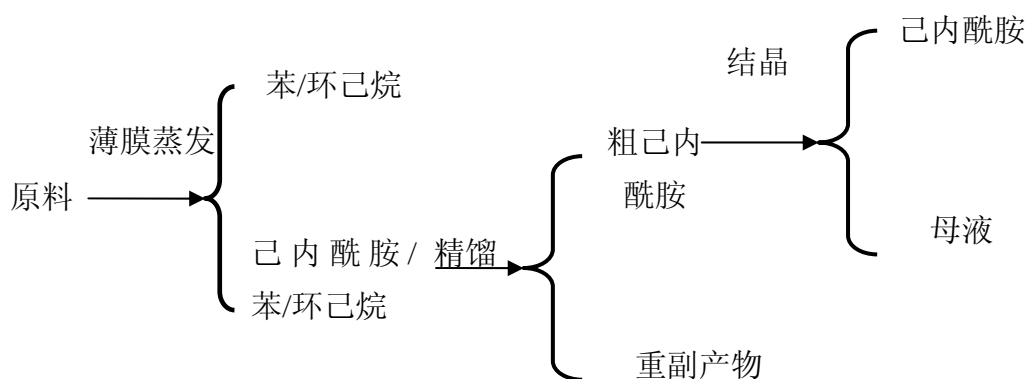 己内酰胺
结晶
苯/环己烷
薄膜蒸发
粗己内
酰胺
原料
母液
己内酰胺/
苯/环己烷
精馏
重副产物